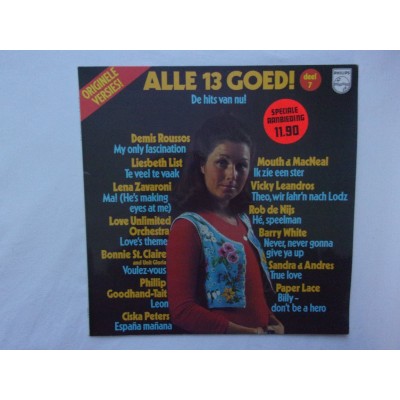 ORIGINELE
VERSIES!
ALLE 13 GOED!
deel
7
PHILIPS
De hits van nu!
SPECIALE
AANBIEDING
11.90
Demis Roussos
My only fascination
Liesbeth List
Te veel te vaak
Lena Zavaroni
Ma! (He's making
eyes at me)
Love Unlimited
Orchestra
Love's theme
Bonnie St. Claire
and Unit Gloria
Voulez-vous
Phillip
Goodhand-Tait
Leon
Ciska Peters
España mañana
Mouth & MacNeal
Ik zie een ster
Vicky Leandros
Theo, wir fahr'n nach Lodz
Rob de Nijs
Hé, speelman
Barry White
Never, never gonna
give ya up
Sandra & Andres
True love
Paper Lace
Billy-
don't be a hero